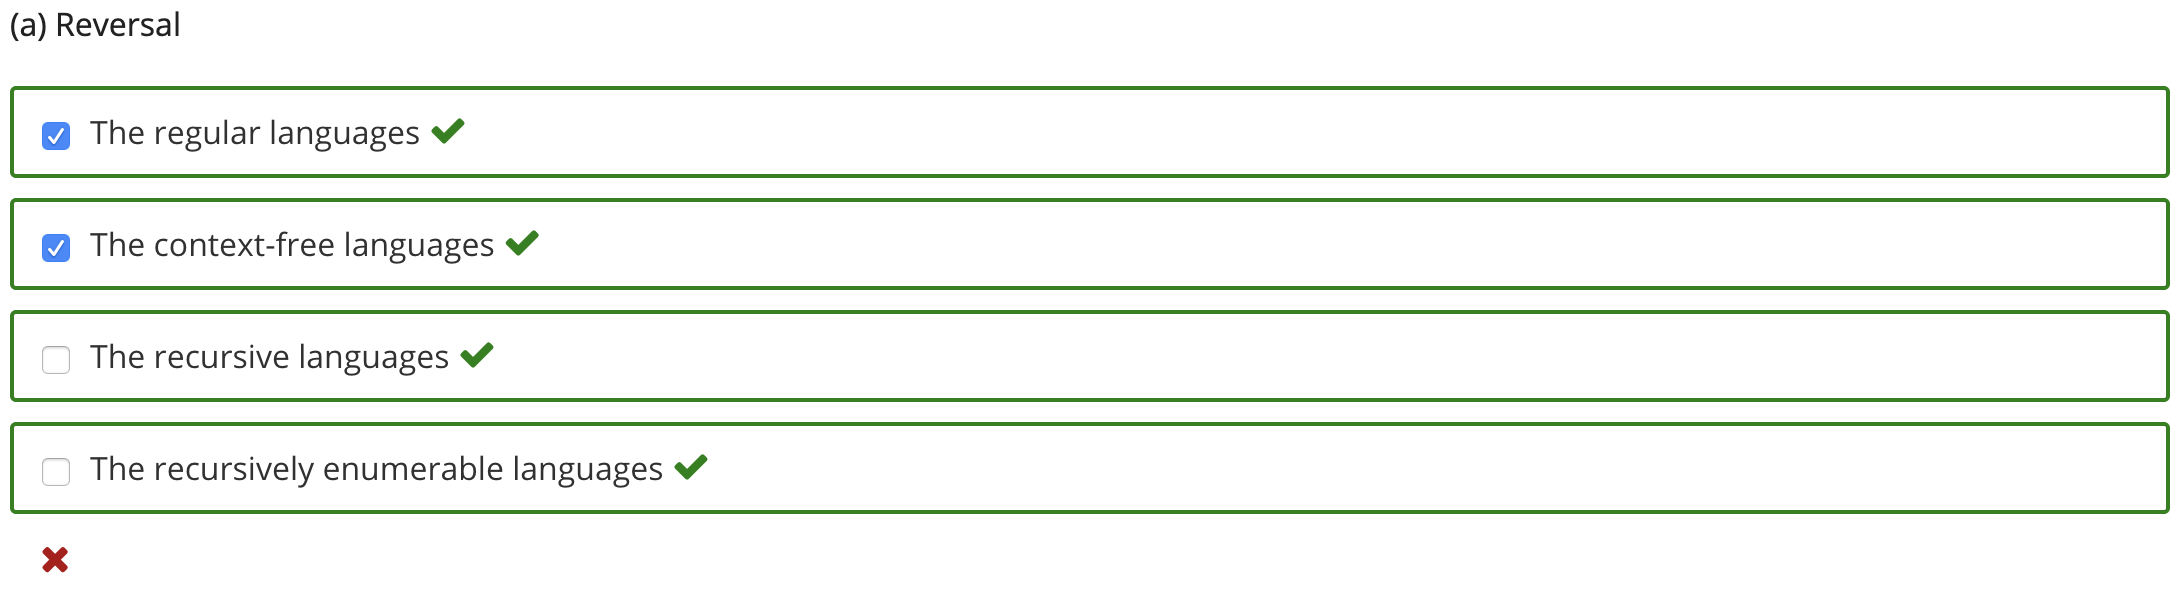 (a) Reversal
The regular languages
The context-free languages
The recursive languages
The recursively enumerable languages